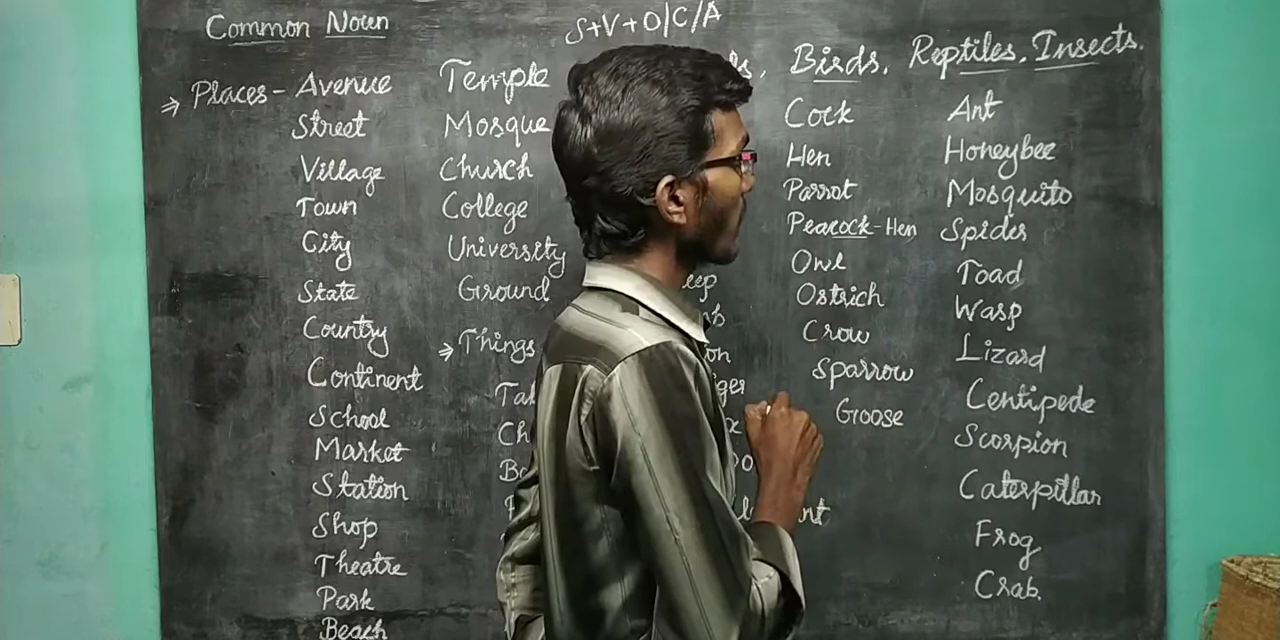 Common Noun
S+V+O/C/A
Birds, Reptiles, Insects.
⇒ Places - Avenue
Street
Village
Town
City
State
Country
Continent
School
Market
Station
Shop
Theatre
Park
Beach
Temple
Mosque
Church
College
University
Ground
⇒ Things
Cock
Hen
Parrot
Peacock-Hen
Owl
Ostrich
Crow
Sparrow
Goose
Ant
Honeybee
Mosquito
Spider
Toad
Wasp
Lizard
Centipede
Scorpion
Caterpillar
Frog
Crab.